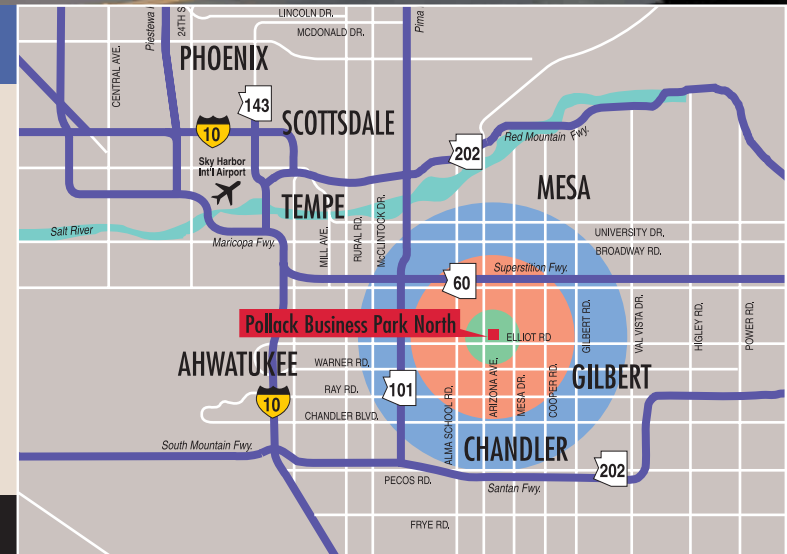 LINCOLN DR.
McDONALD DR.
24TH S
Piestewa
Pima
CENTRAL AVE.
PHOENIX
143
SCOTTSDALE
10
Sky Harbor
Int'l Airport
202
Red Mountain Fwy.
MESA
TEMPE
Salt River
Maricopa Fwy.
MILL AVE.
RURAL RD.
McCLINTOCK DR.
UNIVERSITY DR,
BROADWAY RD.
Superstition Fwy.
60
Pollack Business Park North
ELLIOT RD
GILBERT RD.
VAL VISTA DR.
HIGLEY RD,
POWER RD.
AHWATUKEE
WARNER RD.
RAY RD.
CHANDLER BLVD.
10
101
ALMA SCHOOL RD.
ARIZONA AVE.
MESA DR.
COOPER RD.
GILBERT
South Mountain Fwy.
CHANDLER
202
PECOS RD.
Santan Fwy.
FRYE RD.